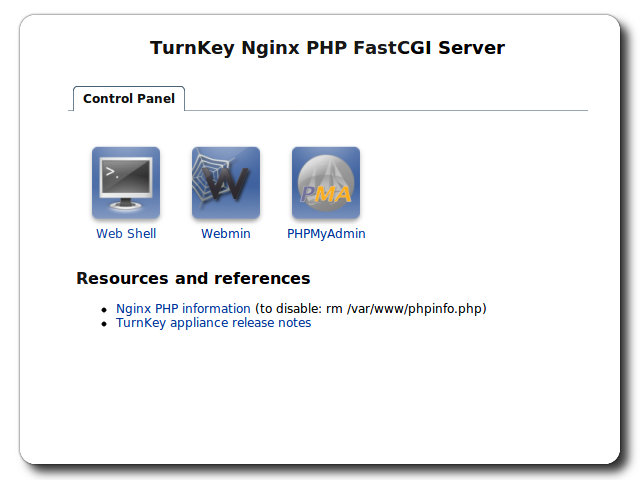 TurnKey Nginx PHP FastCGI Server
Control Panel
>_.
W
PMA
Web Shell
Webmin
PHPMyAdmin
Resources and references
Nginx PHP information (to disable: rm /var/www/phpinfo.php)
TurnKey appliance release notes